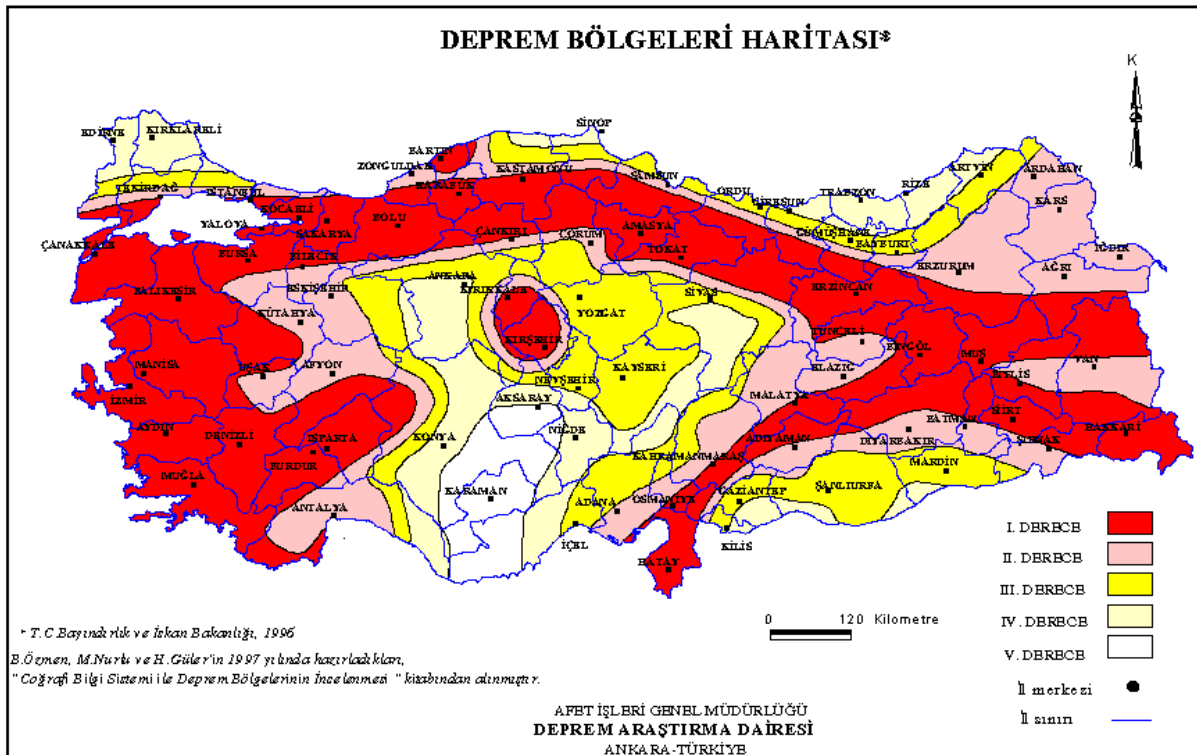 DEPREM BÖLGELERİ HARİTASI*
K
SİNOP
EDİRNE
KIRKLARELİ
BARTIN
ZONGULDAK
KASTAMONU
KARABÜK
SAMSUN
ORDU
GİRESUN
TRABZON
RİZE
ARTVİN
ARDAHAN
KARS
TEKİRDAĞ
İSTANBUL
KOCAELİ
YALOVA
SAKARYA
BOLU
ÇANKIRI
ÇORUM
AMASYA
TOKAT
GÜMÜŞHANE
BAYBURT
ERZURUM
IĞDIR
AĞRI
ÇANAKKALE
BURSA
BİLECİK
ESKİŞEHİR
ANKARA
KIRIKKALE
YOZGAT
SİVAS
ERZİNCAN
BALIKESİR
KÜTAHYA
KIRŞEHİR
TUNCELİ
BİNGÖL
MUŞ
VAN
MANİSA
UŞAK
AFYON
NEVŞEHİR
KAYSERİ
ELAZIĞ
BİTLİS
İZMİR
AKSARAY
MALATYA
SİİRT
AYDIN
DENİZLİ
ISPARTA
KONYA
NİĞDE
ADIYAMAN
BATMAN
DİYARBAKIR
ŞIRNAK
HAKKARİ
BURDUR
KAHRAMANMARAŞ
MARDİN
MUĞLA
KARAMAN
ADANA
OSMANİYE
GAZİANTEP
ŞANLIURFA
ANTALYA
İÇEL
KİLİS
HATAY
I. DERECE
II. DERECE
III. DERECE
IV. DERECE
V. DERECE
İl merkezi
İl sınırı
0 120 Kilometre
* T.C Bayındırlık ve İskan Bakanlığı, 1996
B.Özmen, M.Nurlu ve H.Güler'in 1997 yılında hazırladıkları,
"Coğrafi Bilgi Sistemi ile Deprem Bölgelerinin İncelenmesi" kitabından alınmıştır.
AFET İŞLERİ GENEL MÜDÜRLÜĞÜ
DEPREM ARAŞTIRMA DAİRESİ
ANKARA-TÜRKİYE